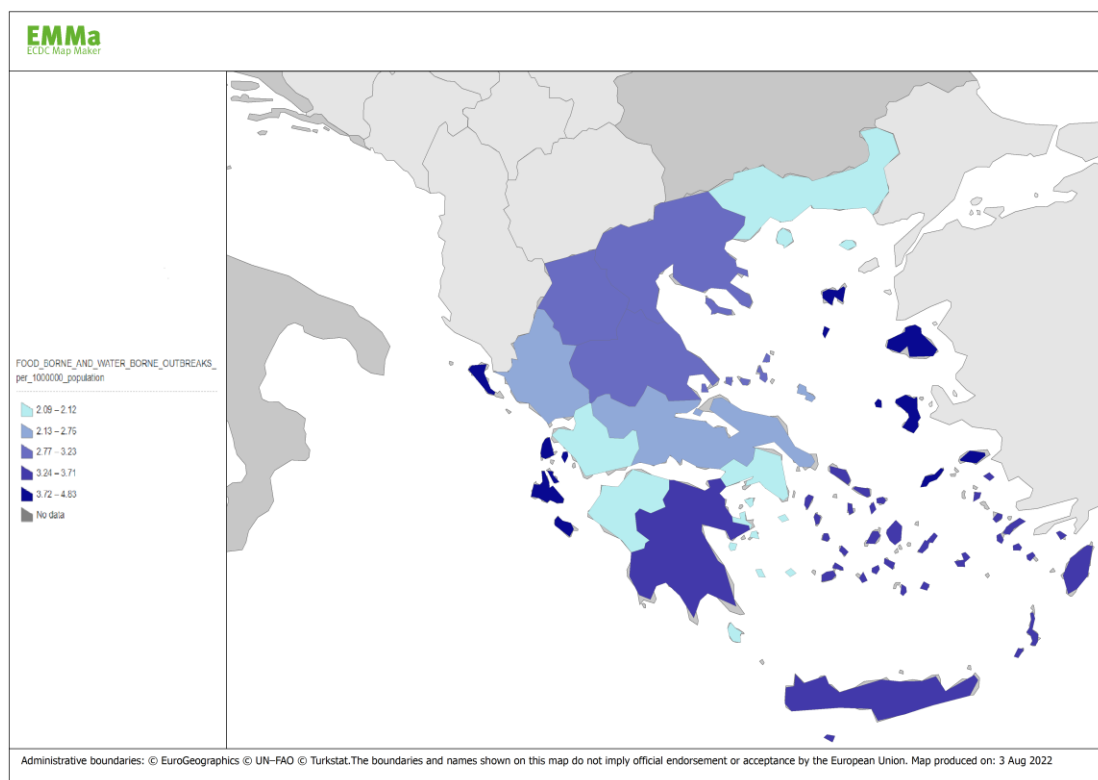 EMMa
ECDC Map Maker
FOOD_BORNE_AND_WATER_BORNE_OUTBREAKS_
per_1000000_population
2.09 – 2.12
2.13 – 2.75
2.77 – 3.23
3.24 – 3.71
3.72 – 4.83
No data
Administrative boundaries: © EuroGeographics © UN–FAO © Turkstat.The boundaries and names shown on this map do not imply official endorsement or acceptance by the European Union. Map produced on: 3 Aug 2022